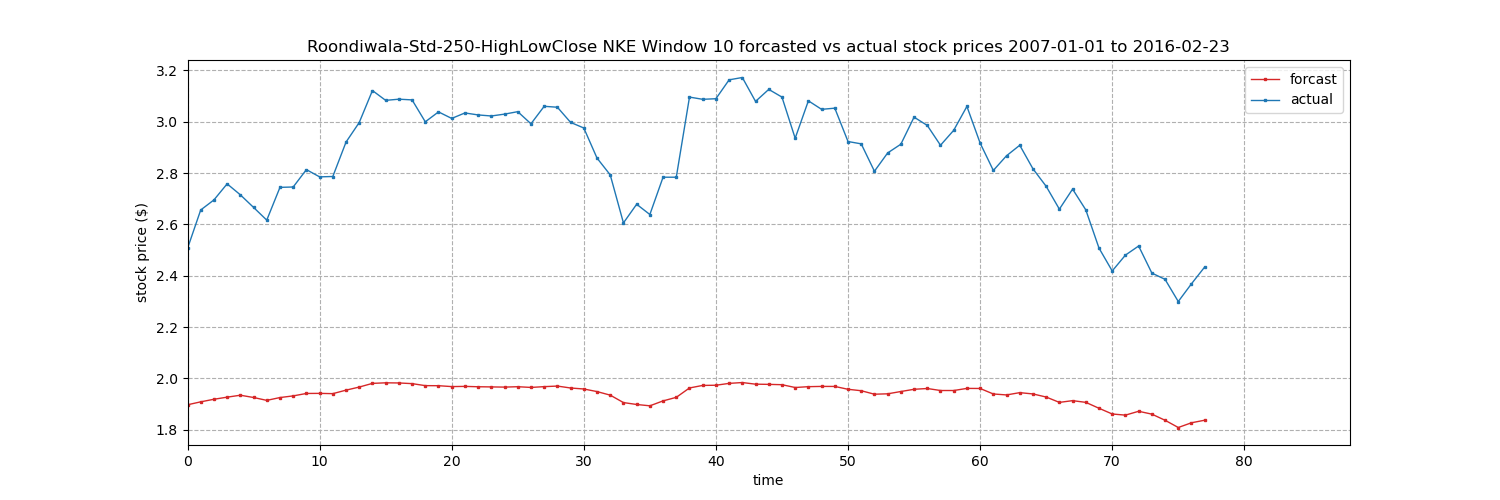 Roondiwala-Std-250-HighLowClose NKE Window 10 forcasted vs actual stock prices 2007-01-01 to 2016-02-23
forcast
actual
stock price ($)
3.2
3.0
2.8
2.6
2.4
2.2
2.0
1.8
0 10 20 30 40 50 60 70 80
time